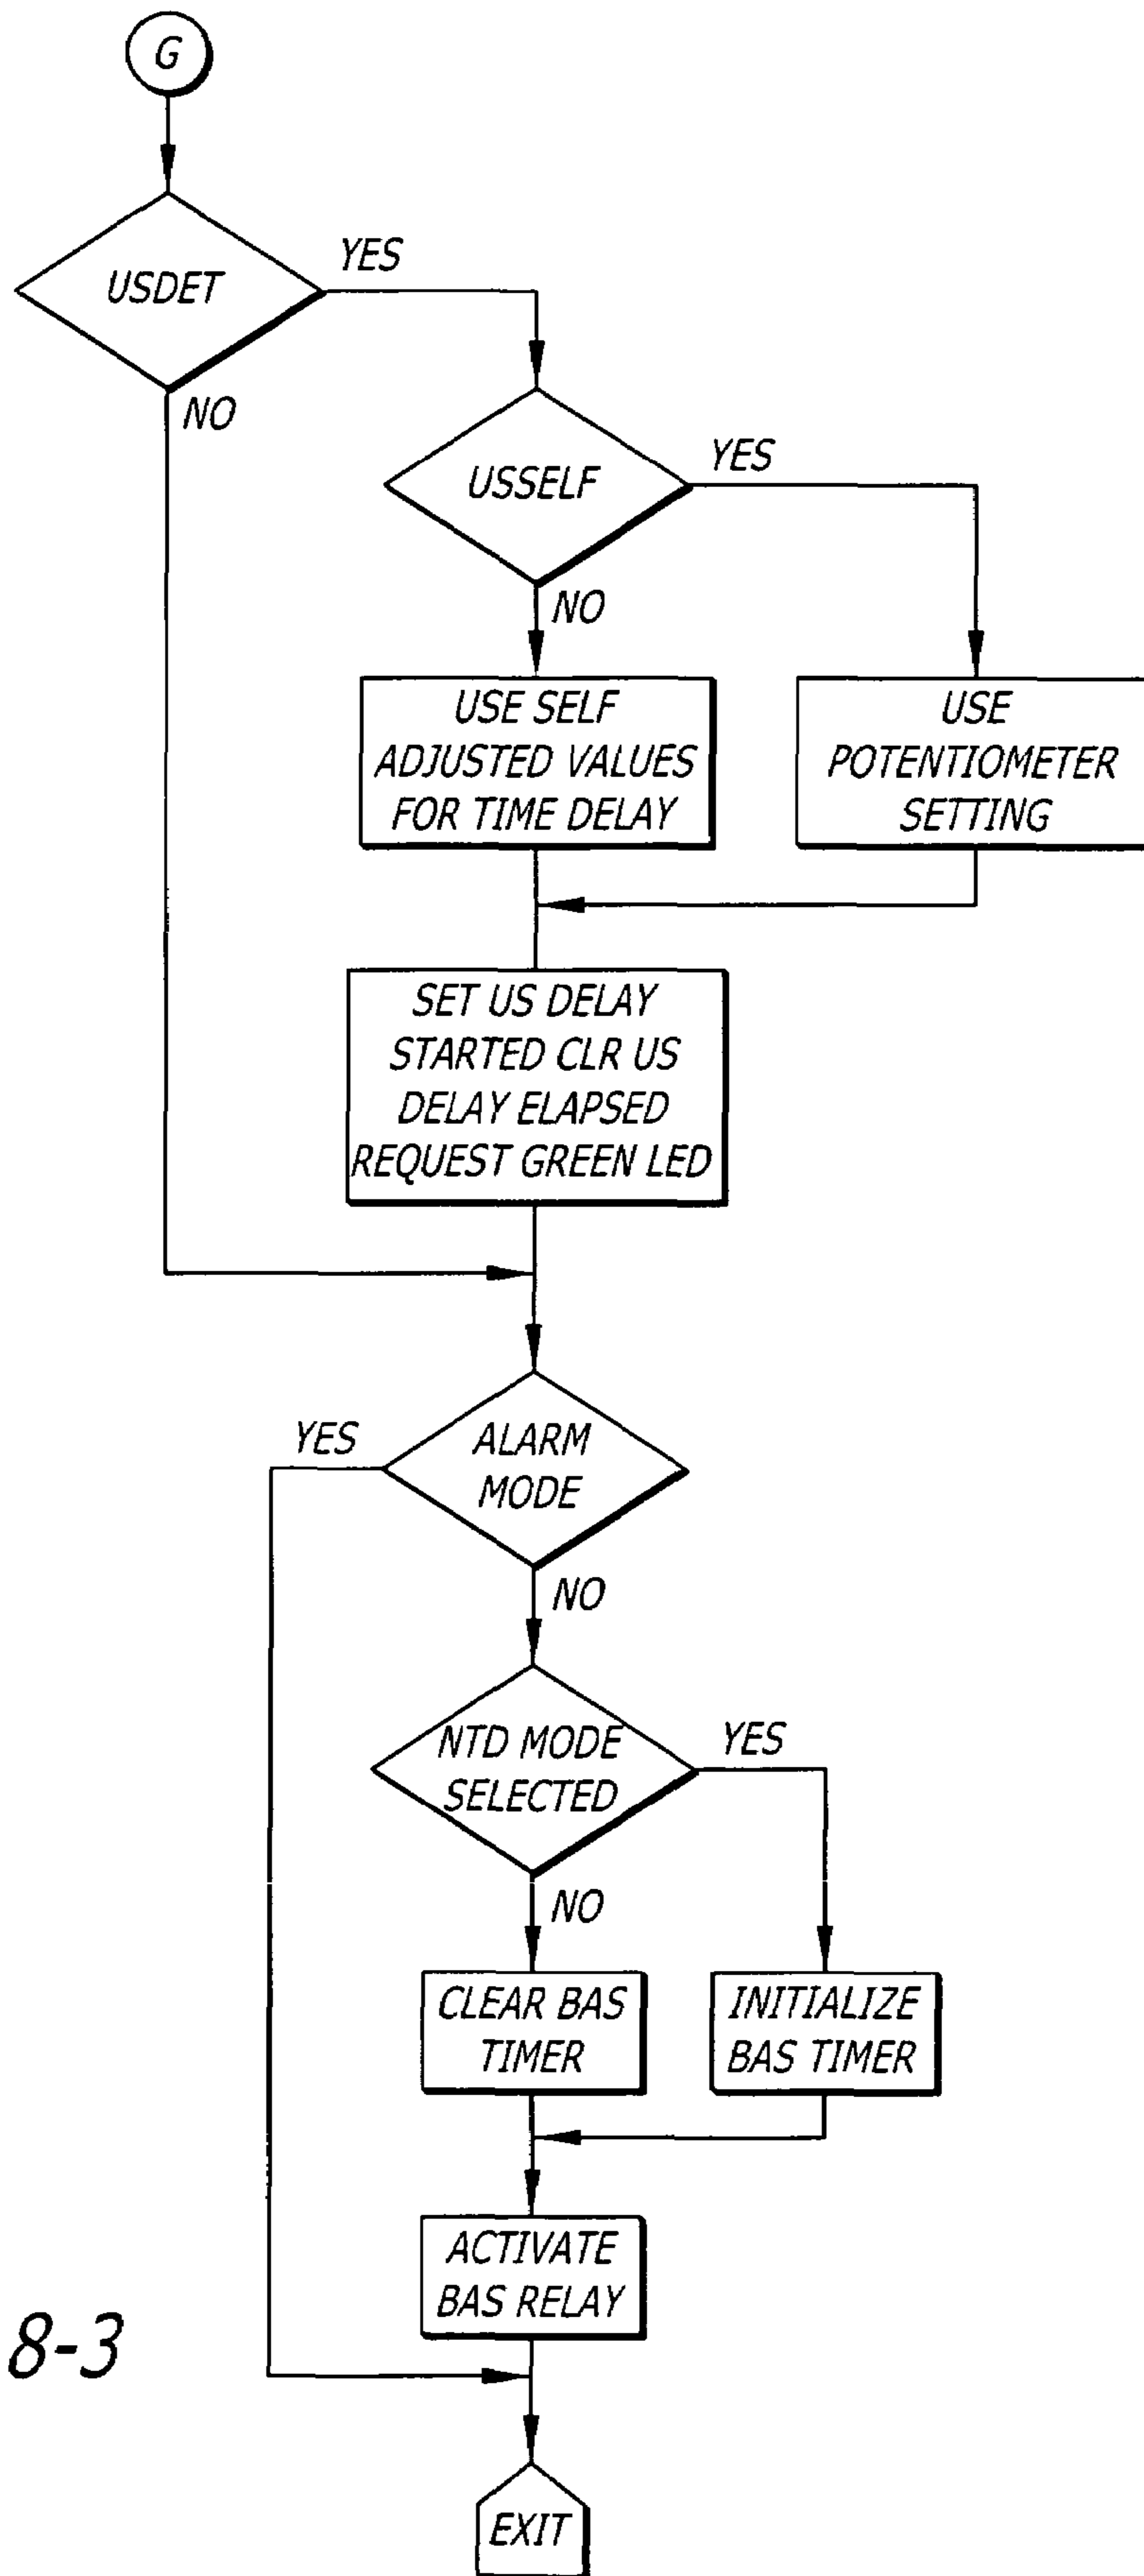 G
USDET
YES
NO
USSELF
YES
NO
USE SELF
ADJUSTED VALUES
FOR TIME DELAY
USE
POTENTIOMETER
SETTING
SET US DELAY
STARTED CLR US
DELAY ELAPSED
REQUEST GREEN LED
YES
ALARM
MODE
NO
NTD MODE
SELECTED
YES
NO
CLEAR BAS
TIMER
INITIALIZE
BAS TIMER
ACTIVATE
BAS RELAY
8-3
EXIT